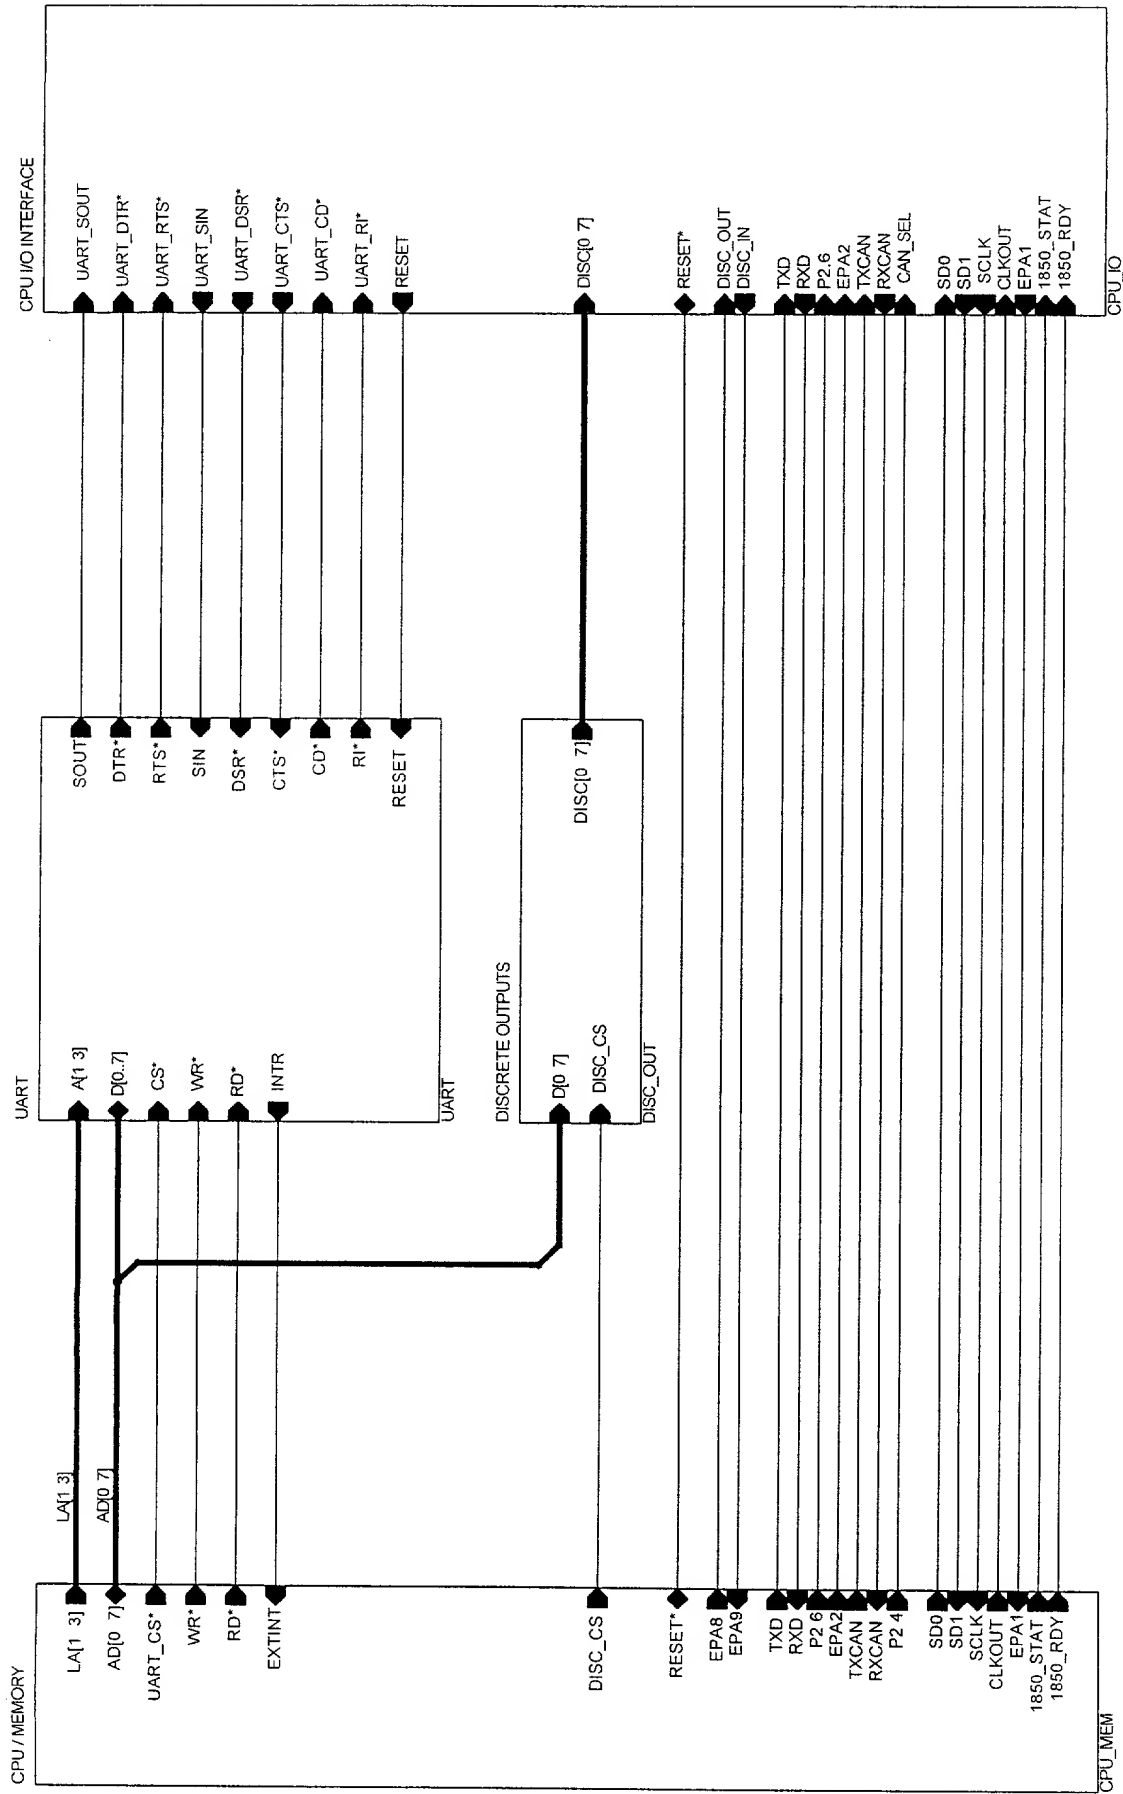 CPU / MEMORY
LA[1 3]
AD[0 7]
UART_CS*
WR*
RD*
EXTINT
DISC_CS
RESET*
EPA8
EPA9
TXD
RXD
P2 6
EPA2
TXCAN
RXCAN
P2 4
SD0
SD1
SCLK
CLKOUT
EPA1
1850_STAT
1850_RDY
CPU_MEM
LA[1 3]
AD[0 7]
UART
A[1 3]
D[0..7]
CS*
WR*
RD*
INTR
UART
SOUT
DTR*
RTS*
SIN
DSR*
CTS*
CD*
RI*
RESET
DISCRETE OUTPUTS
D[0 7]
DISC_CS
DISC_OUT
DISC[0 7]
CPU I/O INTERFACE
UART_SOUT
UART_DTR*
UART_RTS*
UART_SIN
UART_DSR*
UART_CTS*
UART_CD*
UART_RI*
RESET
DISC[0 7]
RESET*
DISC_OUT
DISC_IN
TXD
RXD
P2.6
EPA2
TXCAN
RXCAN
CAN_SEL
SD0
SD1
SCLK
CLKOUT
EPA1
1850_STAT
1850_RDY
CPU_IO